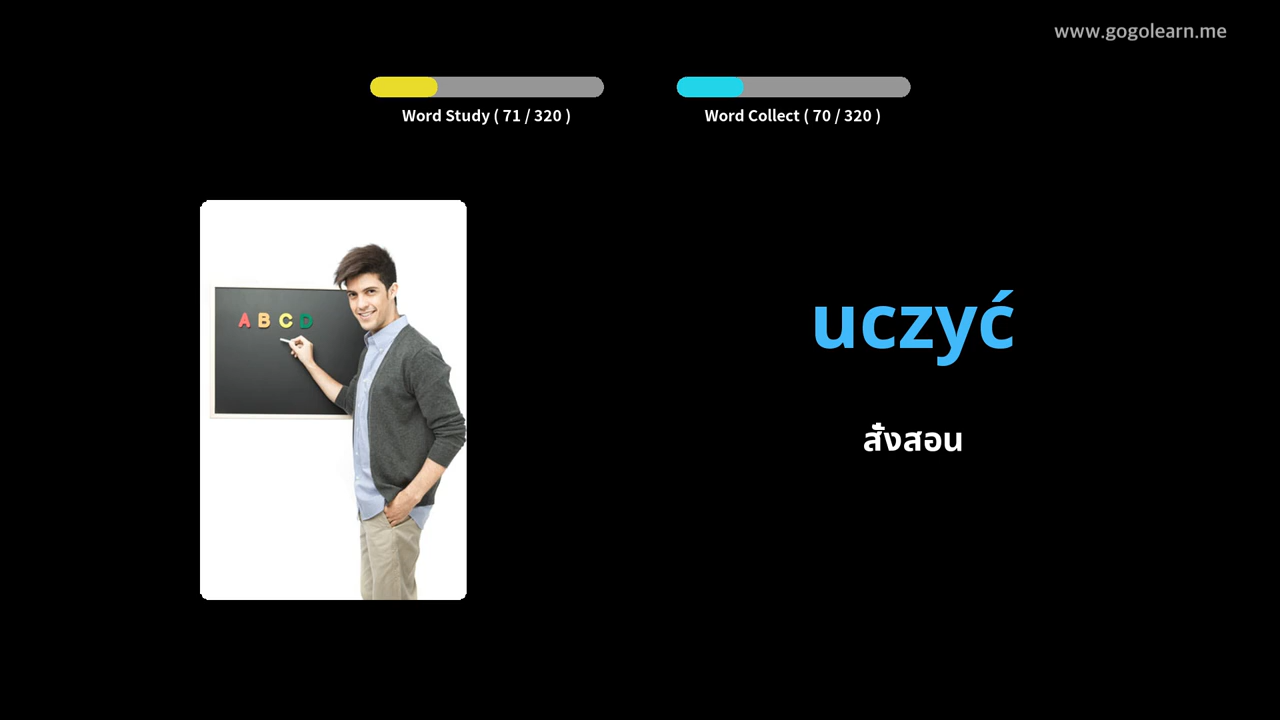 www.gogolearn.me
Word Study ( 71 / 320 )
Word Collect ( 70 / 320 )
A B C D
uczyć
สั่งสอน